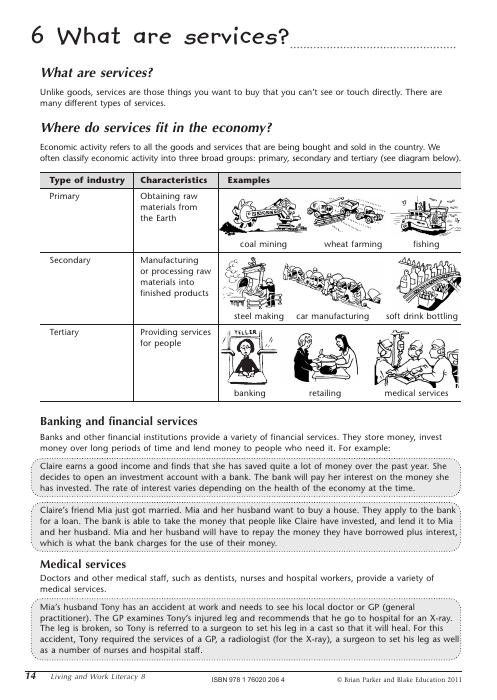 6 What are services?
What are services?
Unlike goods, services are those things you want to buy that you can't see or touch directly. There are
many different types of services.
Where do services fit in the economy?
Economic activity refers to all the goods and services that are being bought and sold in the country. We
often classify economic activity into three broad groups: primary, secondary and tertiary (see diagram below).
Type of industry Characteristics Examples
Primary
Obtaining raw
materials from
the Earth
coal mining wheat farming fishing
Secondary
Manufacturing
or processing raw
materials into
finished products
steel making car manufacturing soft drink bottling
Tertiary
Providing services
for people
TELLER
banking retailing medical services
Banking and financial services
Banks and other financial institutions provide a variety of financial services. They store money, invest
money over long periods of time and lend money to people who need it. For example:
Claire earns a good income and finds that she has saved quite a lot of money over the past year. She
decides to open an investment account with a bank. The bank will pay her interest on the money she
has invested. The rate of interest varies depending on the health of the economy at the time.
Claire's friend Mia just got married. Mia and her husband want to buy a house. They apply to the bank
for a loan. The bank is able to take the money that people like Claire have invested, and lend it to Mia
and her husband. Mia and her husband will have to repay the money they have borrowed plus interest,
which is what the bank charges for the use of their money.
Medical services
Doctors and other medical staff, such as dentists, nurses and hospital workers, provide a variety of
medical services.
Mia's husband Tony has an accident at work and needs to see his local doctor or GP (general
practitioner). The GP examines Tony's injured leg and recommends that he go to hospital for an X-ray.
The leg is broken, so Tony is referred to a surgeon to set his leg in a cast so that it will heal. For this
accident, Tony required the services of a GP, a radiologist (for the X-ray), a surgeon to set his leg as well
as a number of nurses and hospital staff.
14 Living and Work Literacy 8 ISBN 978 1 76020 206 4 © Brian Parker and Blake Education 2011